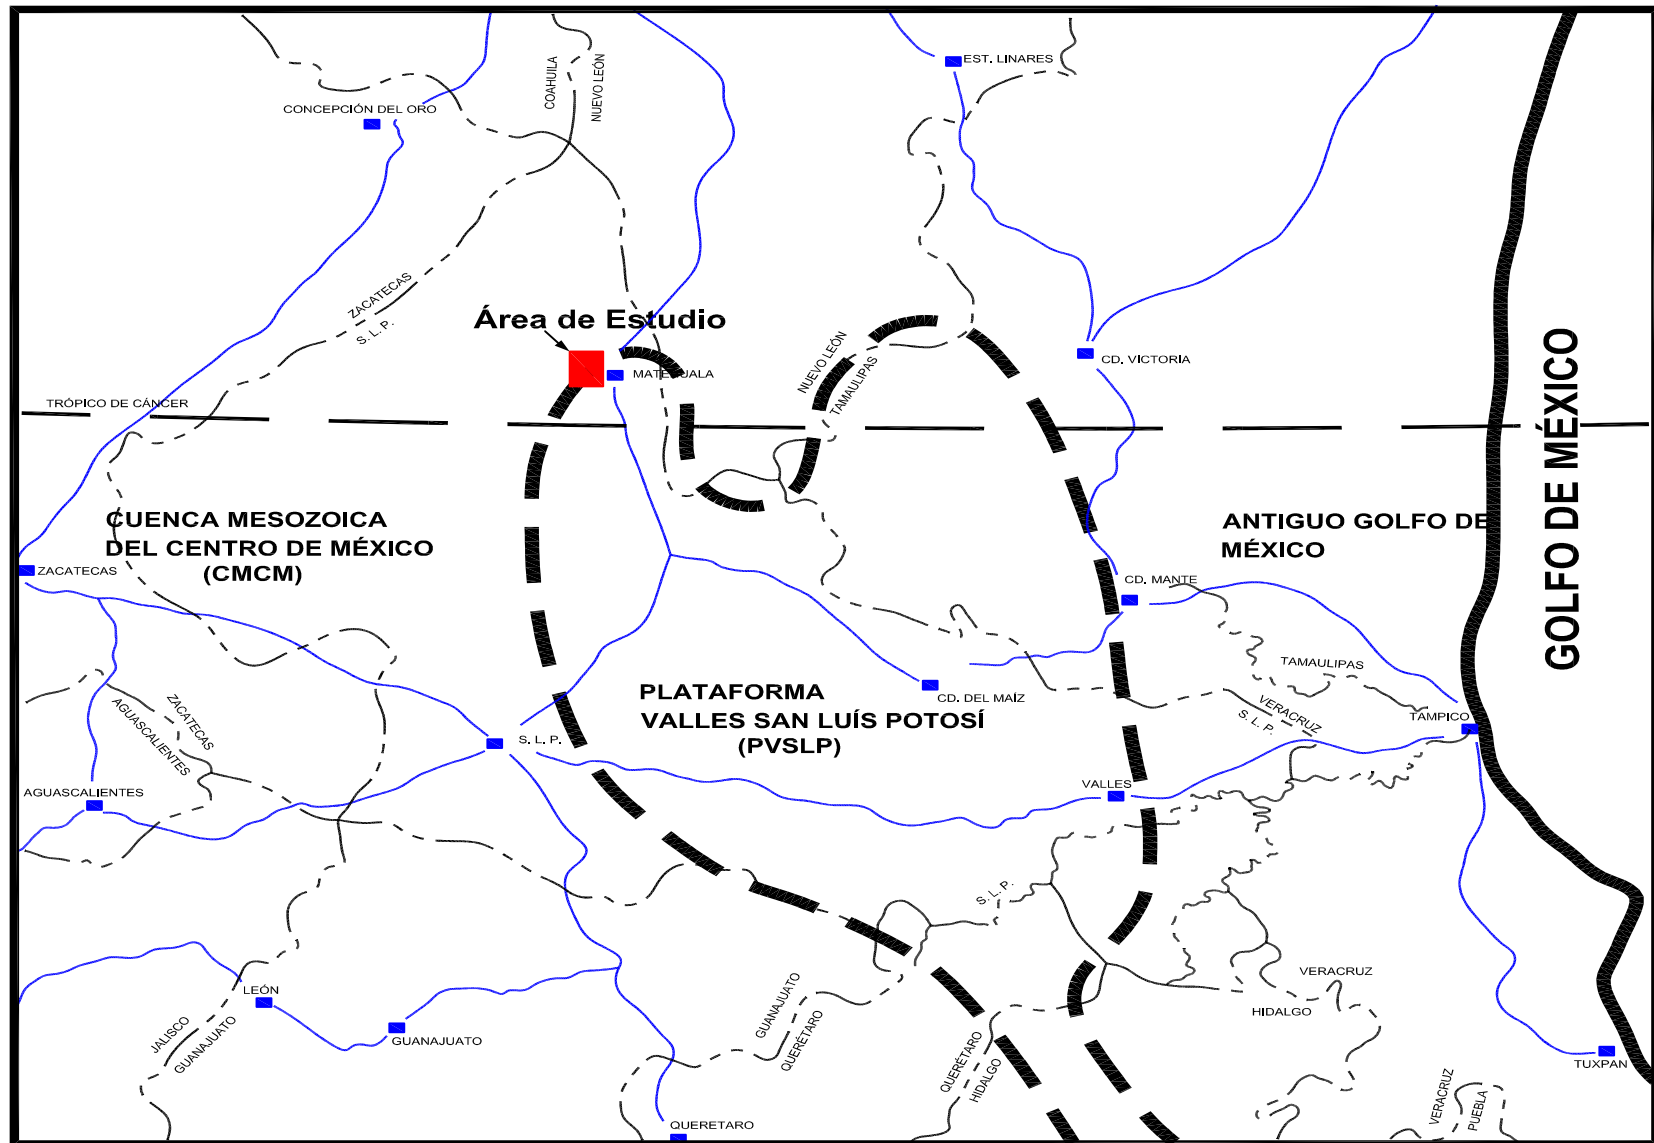 EST. LINARES
COAHUILA
NUEVO LEÓN
CONCEPCIÓN DEL ORO
ZACATECAS
S. L. P.
Área de Estudio
MATEHUALA
NUEVO LEÓN
TAMAULIPAS
CD. VICTORIA
TRÓPICO DE CÁNCER
GOLFO DE MÉXICO
CUENCA MESOZOICA
DEL CENTRO DE MÉXICO
(CMCM)
ANTIGUO GOLFO DE
MÉXICO
ZACATECAS
CD. MANTE
TAMAULIPAS
VERACRUZ
S. L. P.
CD. DEL MAÍZ
PLATAFORMA
VALLES SAN LUÍS POTOSÍ
(PVSLP)
ZACATECAS
AGUASCALIENTES
S. L. P.
TAMPICO
AGUASCALIENTES
VALLES
S. L. P.
LEÓN
JALISCO
GUANAJUATO
GUANAJUATO
GUANAJUATO
QUERÉTARO
VERACRUZ
HIDALGO
QUERÉTARO
HIDALGO
TUXPAN
VERACRUZ
PUEBLA
QUERETARO